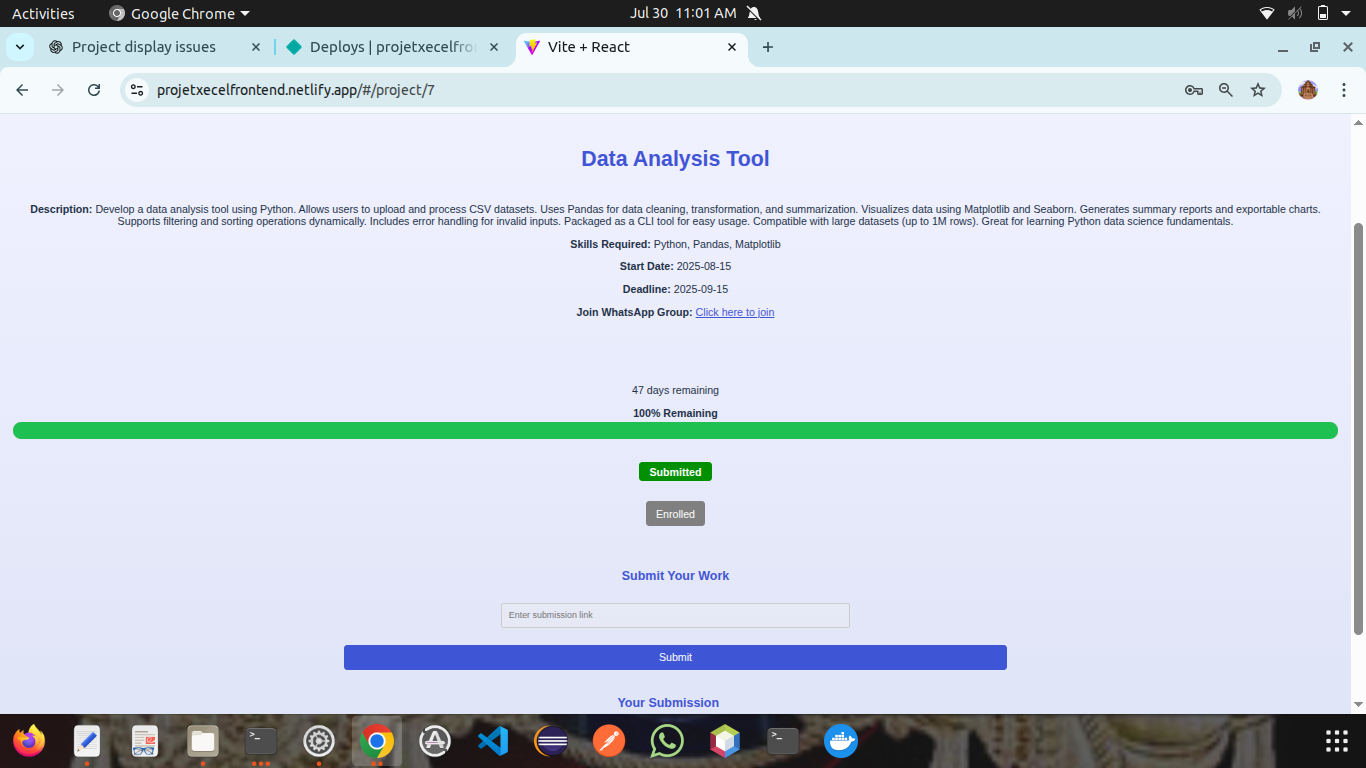 Activities
Google Chrome
Jul 30 11:01 AM
Project display issues
Deploys | projetxecelfro
Vite + React
projetxecelfrontend.netlify.app/#/project/7
Data Analysis Tool
Description: Develop a data analysis tool using Python. Allows users to upload and process CSV datasets. Uses Pandas for data cleaning, transformation, and summarization. Visualizes data using Matplotlib and Seaborn. Generates summary reports and exportable charts.
Supports filtering and sorting operations dynamically. Includes error handling for invalid inputs. Packaged as a CLI tool for easy usage. Compatible with large datasets (up to 1M rows). Great for learning Python data science fundamentals.
Skills Required: Python, Pandas, Matplotlib
Start Date: 2025-08-15
Deadline: 2025-09-15
Join WhatsApp Group: Click here to join
47 days remaining
100% Remaining
Submitted
Enrolled
Submit Your Work
Enter submission link
Submit
Your Submission